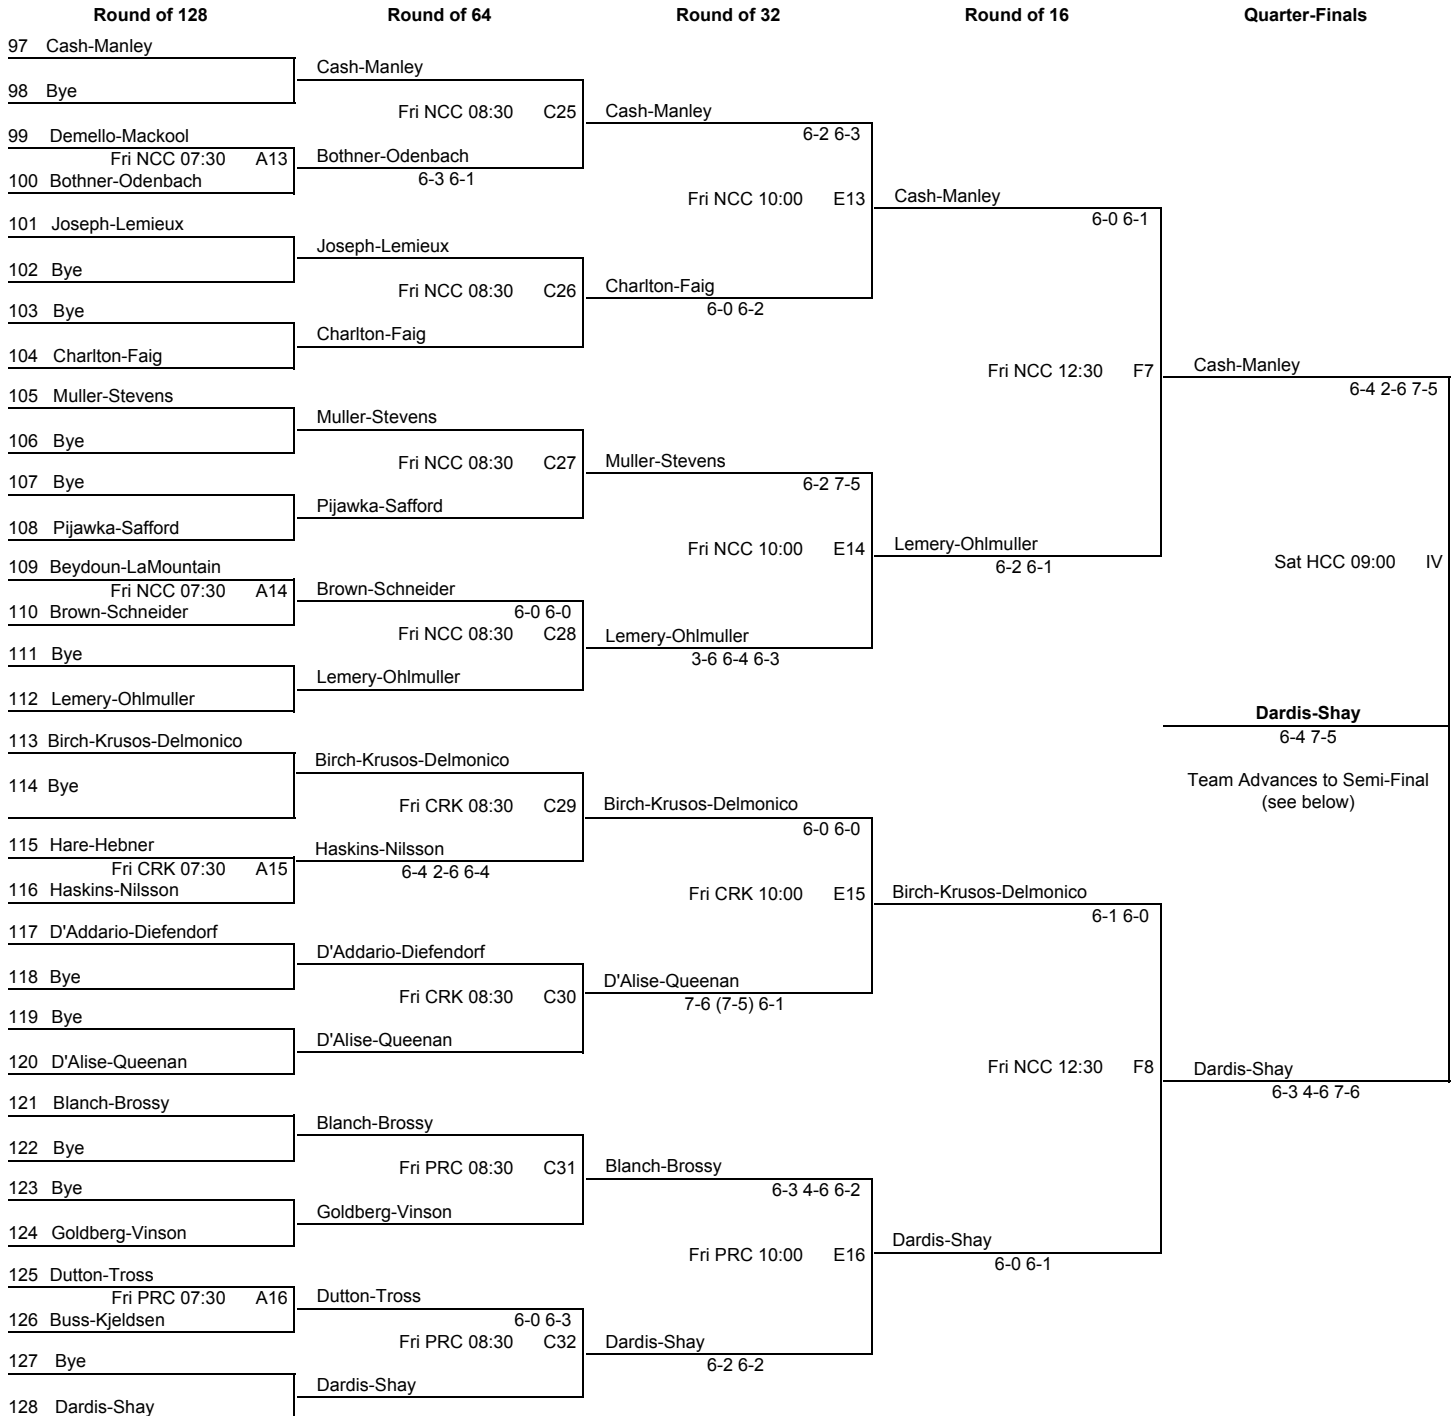 Round of 128 Round of 64 Round of 32 Round of 16 Quarter-Finals
97 Cash-Manley
Cash-Manley
98 Bye
Fri NCC 08:30 C25 Cash-Manley
99 Demello-Mackool
6-2 6-3
Fri NCC 07:30 A13 Bothner-Odenbach
100 Bothner-Odenbach
6-3 6-1
Fri NCC 10:00 E13 Cash-Manley
101 Joseph-Lemieux
6-0 6-1
Joseph-Lemieux
102 Bye
Fri NCC 08:30 C26 Charlton-Faig
103 Bye
6-0 6-2
Charlton-Faig
104 Charlton-Faig
Fri NCC 12:30 F7 Cash-Manley
105 Muller-Stevens
6-4 2-6 7-5
Muller-Stevens
106 Bye
Fri NCC 08:30 C27 Muller-Stevens
107 Bye
6-2 7-5
Pijawka-Safford
108 Pijawka-Safford
Fri NCC 10:00 E14 Lemery-Ohlmuller
109 Beydoun-LaMountain
6-2 6-1
Sat HCC 09:00 IV
Fri NCC 07:30 A14 Brown-Schneider
110 Brown-Schneider
6-0 6-0
Fri NCC 08:30 C28 Lemery-Ohlmuller
111 Bye
3-6 6-4 6-3
Lemery-Ohlmuller
112 Lemery-Ohlmuller
Dardis-Shay
6-4 7-5
113 Birch-Krusos-Delmonico
Birch-Krusos-Delmonico
Team Advances to Semi-Final
114 Bye
(see below)
Fri CRK 08:30 C29 Birch-Krusos-Delmonico
6-0 6-0
115 Hare-Hebner
Haskins-Nilsson
Fri CRK 07:30 A15
6-4 2-6 6-4
116 Haskins-Nilsson
Fri CRK 10:00 E15 Birch-Krusos-Delmonico
6-1 6-0
117 D'Addario-Diefendorf
D'Addario-Diefendorf
118 Bye
D'Alise-Queenan
Fri CRK 08:30 C30
7-6 (7-5) 6-1
119 Bye
D'Alise-Queenan
120 D'Alise-Queenan
Fri NCC 12:30 F8 Dardis-Shay
6-3 4-6 7-6
121 Blanch-Brossy
Blanch-Brossy
122 Bye
Fri PRC 08:30 C31 Blanch-Brossy
123 Bye
6-3 4-6 6-2
Goldberg-Vinson
124 Goldberg-Vinson
Dardis-Shay
Fri PRC 10:00 E16
6-0 6-1
125 Dutton-Tross
Fri PRC 07:30 A16 Dutton-Tross
126 Buss-Kjeldsen
6-0 6-3
Fri PRC 08:30 C32 Dardis-Shay
127 Bye
6-2 6-2
Dardis-Shay
128 Dardis-Shay